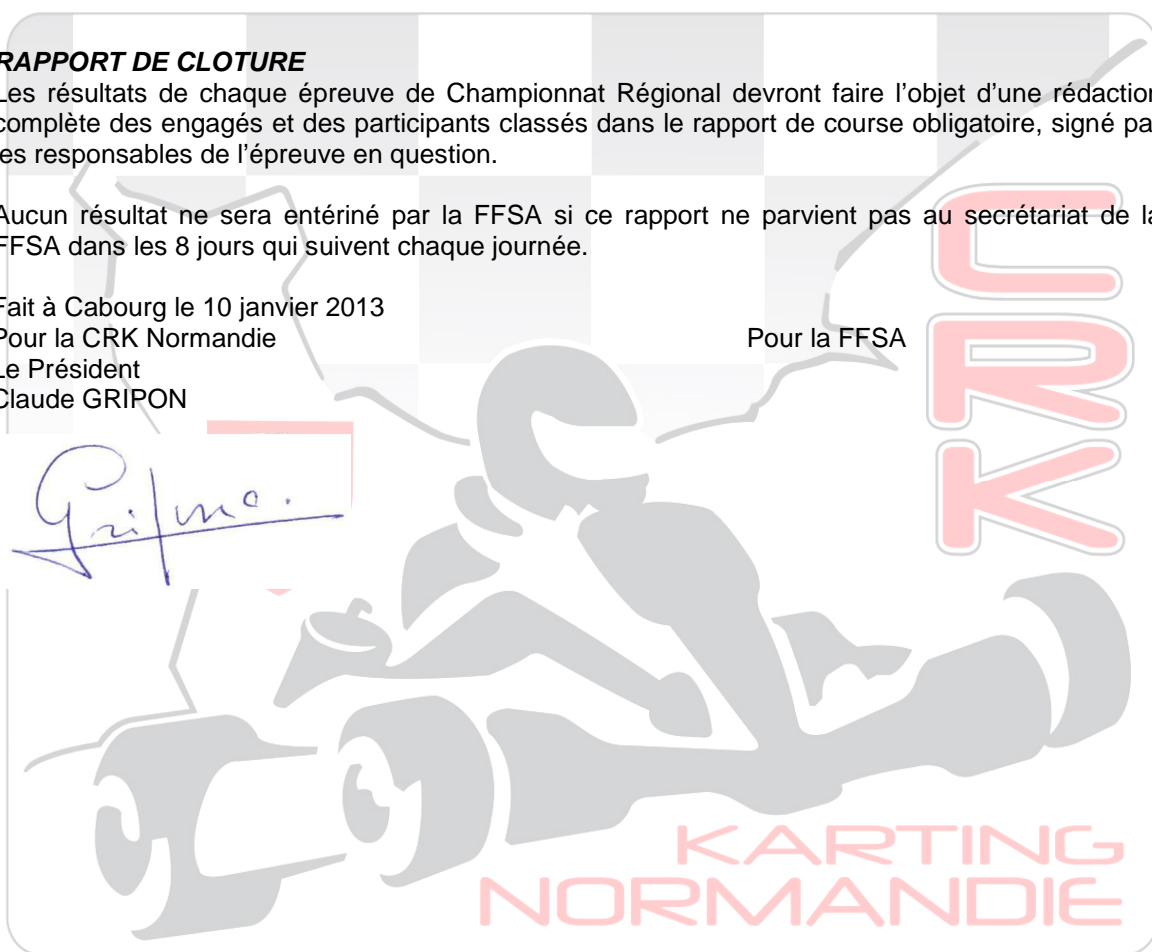 RAPPORT DE CLOTURE
Les résultats de chaque épreuve de Championnat Régional devront faire l'objet d'une rédaction
complète des engagés et des participants classés dans le rapport de course obligatoire, signé par
les responsables de l'épreuve en question.
Aucun résultat ne sera entériné par la FFSA si ce rapport ne parvient pas au secrétariat de la
FFSA dans les 8 jours qui suivent chaque journée.
Fait à Cabourg le 10 janvier 2013
Pour la CRK Normandie Pour la FFSA
Le Président
Claude GRIPON
CRK
KARTING
NORMANDIE